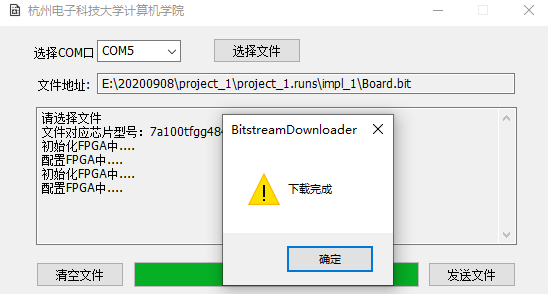 杭州电子科技大学计算机学院
选择COM口 COM5 选择文件
文件地址: E:\20200908\project_1\project_1.runs\impl_1\Board.bit
请选择文件
文件对应芯片型号: 7a100tfgg48
初始化FPGA中....
配置FPGA中....
初始化FPGA中....
配置FPGA中....
BitstreamDownloader
下载完成
确定
清空文件
发送文件